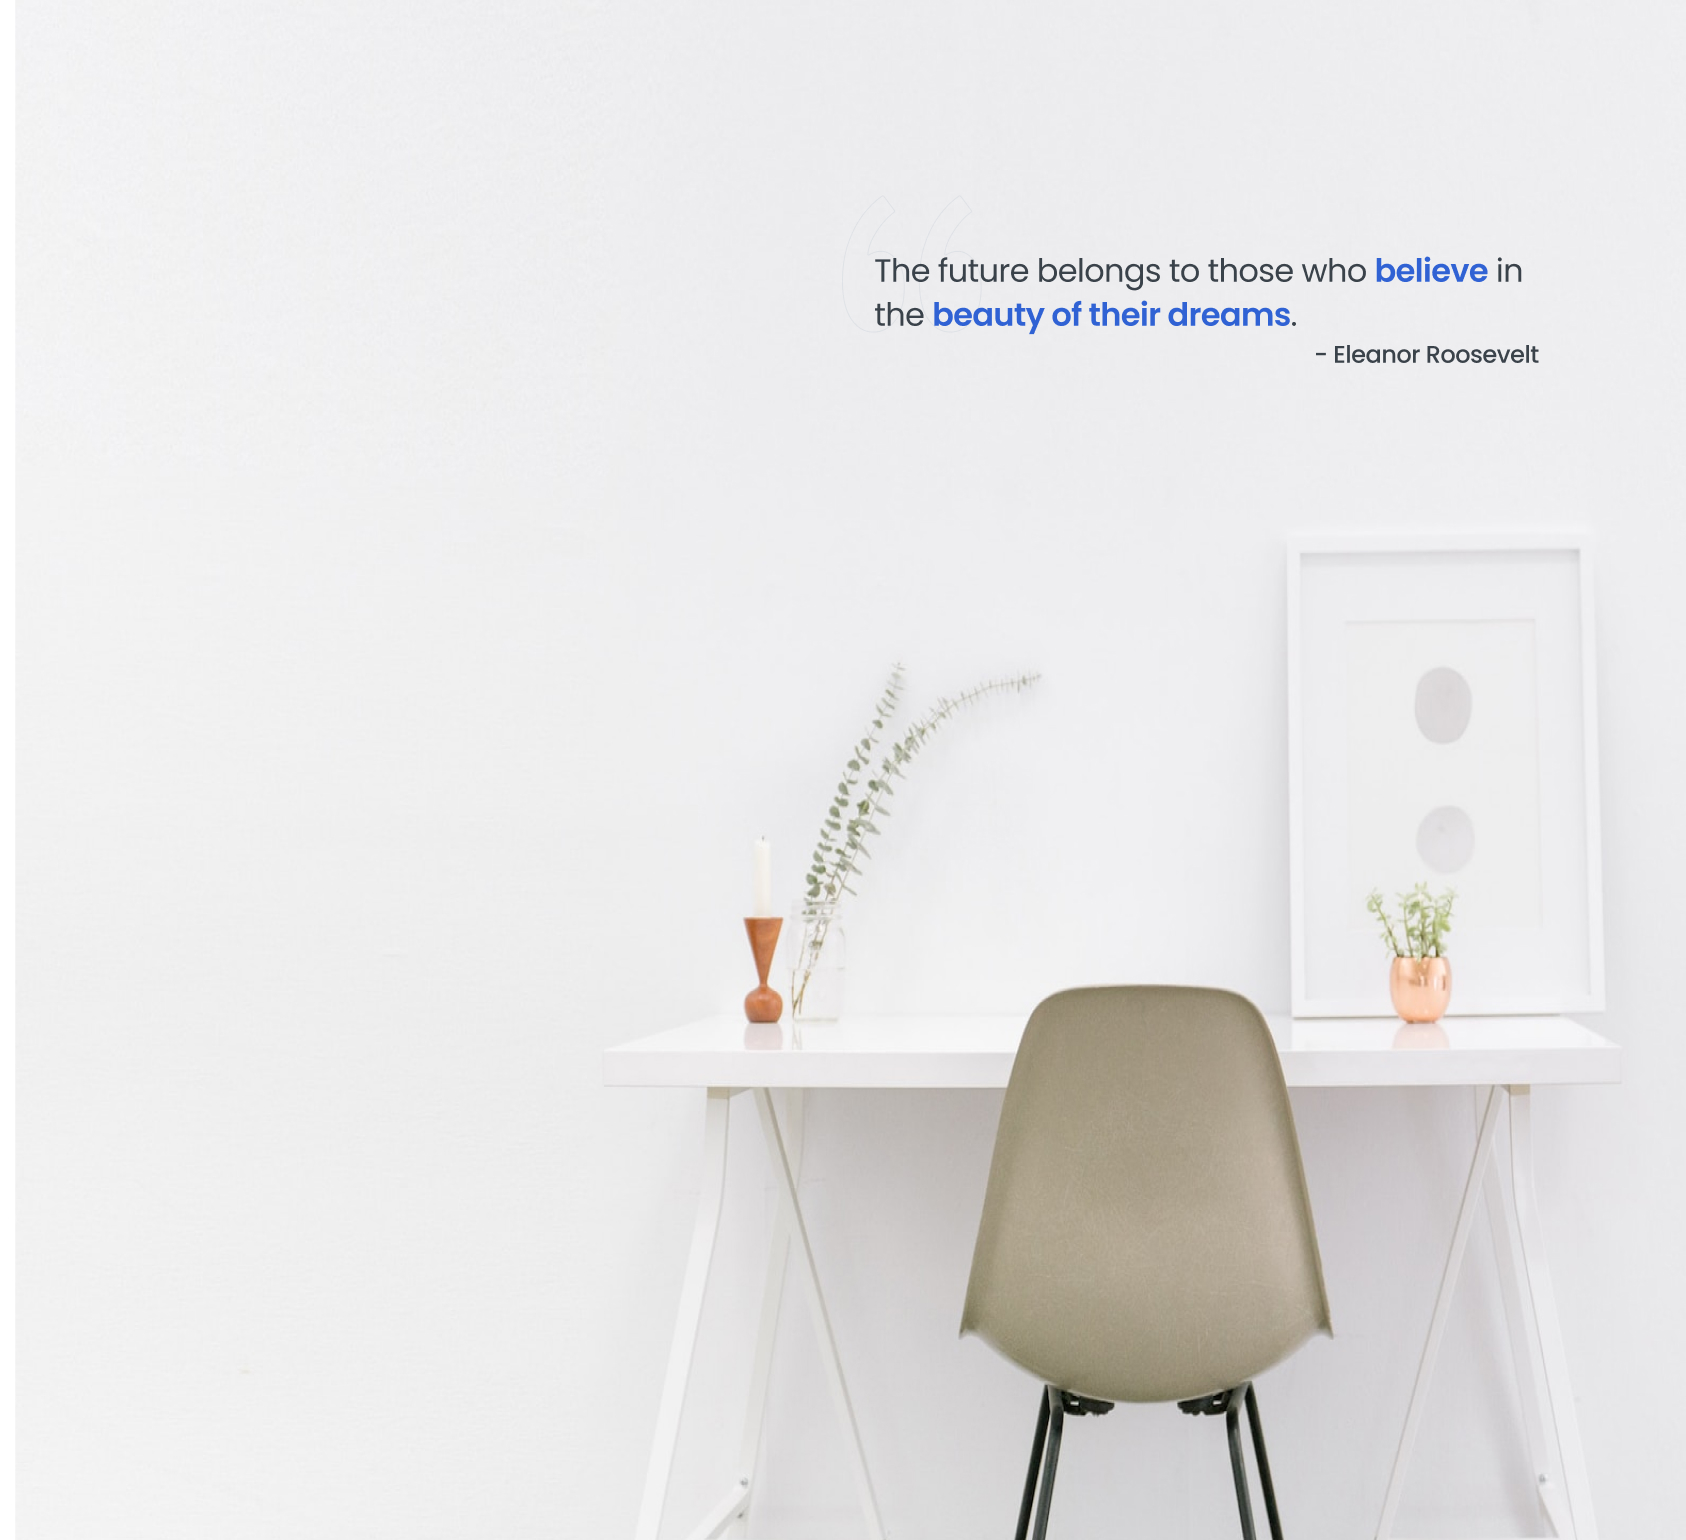 The future belongs to those who believe in
the beauty of their dreams.
- Eleanor Roosevelt